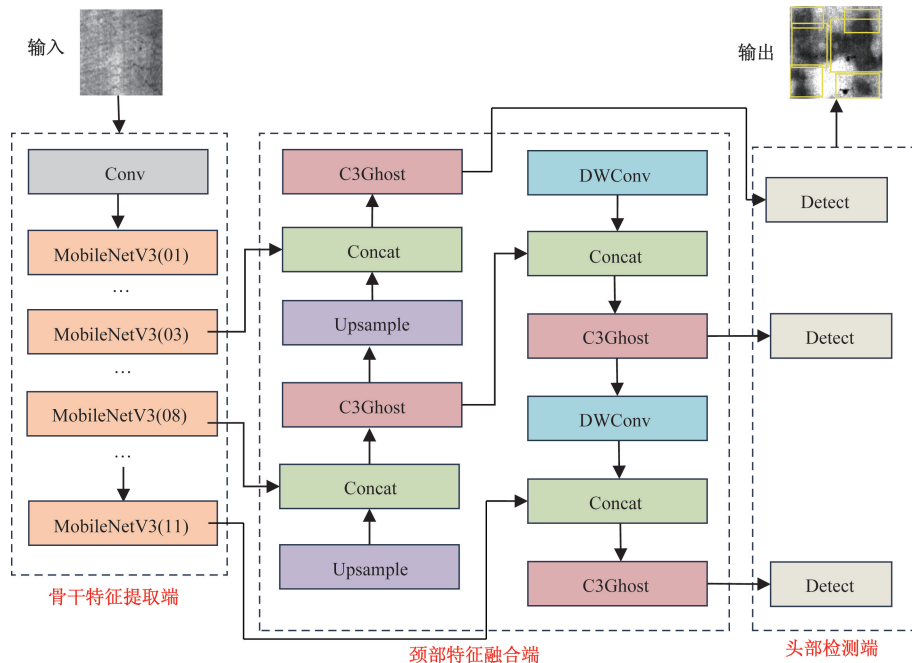 输入
Conv
MobileNetV3(01)
...
MobileNetV3(03)
...
MobileNetV3(08)
...
MobileNetV3(11)
骨干特征提取端
C3Ghost
Concat
Upsample
C3Ghost
Concat
Upsample
DWConv
Concat
C3Ghost
DWConv
Concat
C3Ghost
颈部特征融合端
输出
Detect
Detect
Detect
头部检测端